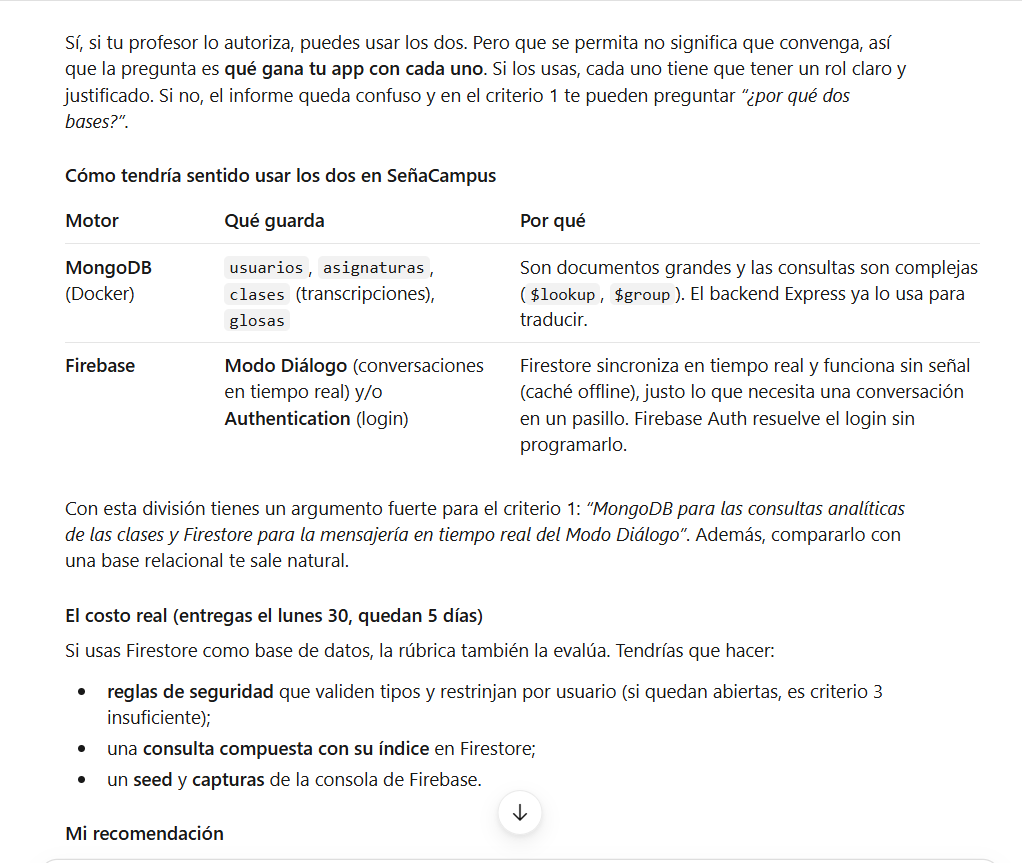 Sí, si tu profesor lo autoriza, puedes usar los dos. Pero que se permita no significa que convenga, así
que la pregunta es qué gana tu app con cada uno. Si los usas, cada uno tiene que tener un rol claro y
justificado. Si no, el informe queda confuso y en el criterio 1 te pueden preguntar “¿por qué dos
bases?”.
Cómo tendría sentido usar los dos en SeñaCampus
Motor Qué guarda Por qué
MongoDB usuarios, asignaturas, Son documentos grandes y las consultas son complejas
(Docker) clases (transcripciones), ($lookup, $group). El backend Express ya lo usa para
glosas traducir.
Firebase Modo Diálogo (conversaciones Firestore sincroniza en tiempo real y funciona sin señal
en tiempo real) y/o (caché offline), justo lo que necesita una conversación
Authentication (login) en un pasillo. Firebase Auth resuelve el login sin
programarlo.
Con esta división tienes un argumento fuerte para el criterio 1: “MongoDB para las consultas analíticas
de las clases y Firestore para la mensajería en tiempo real del Modo Diálogo”. Además, compararlo con
una base relacional te sale natural.
El costo real (entregas el lunes 30, quedan 5 días)
Si usas Firestore como base de datos, la rúbrica también la evalúa. Tendrías que hacer:
• reglas de seguridad que validen tipos y restrinjan por usuario (si quedan abiertas, es criterio 3
insuficiente);
• una consulta compuesta con su índice en Firestore;
• un seed y capturas de la consola de Firebase.
Mi recomendación